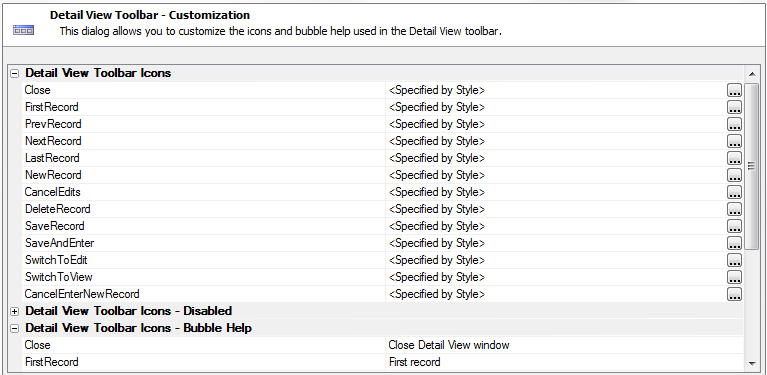 Detail View Toolbar - Customization
This dialog allows you to customize the icons and bubble help used in the Detail View toolbar.
Detail View Toolbar Icons
Close <Specified by Style> ...
FirstRecord <Specified by Style> ...
PrevRecord <Specified by Style> ...
NextRecord <Specified by Style> ...
LastRecord <Specified by Style> ...
NewRecord <Specified by Style> ...
CancelEdits <Specified by Style> ...
DeleteRecord <Specified by Style> ...
SaveRecord <Specified by Style> ...
SaveAndEnter <Specified by Style> ...
SwitchToEdit <Specified by Style> ...
SwitchToView <Specified by Style> ...
CancelEnterNewRecord <Specified by Style> ...
Detail View Toolbar Icons - Disabled
Detail View Toolbar Icons - Bubble Help
Close Close Detail View window
FirstRecord First record